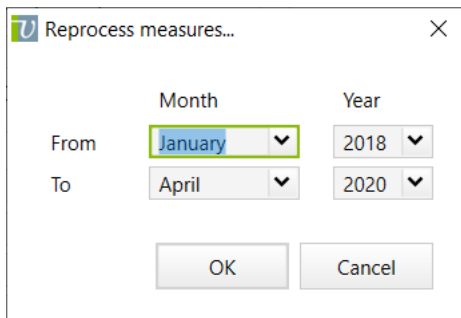 Reprocess measures...
Month Year
From January 2018
To April 2020
OK Cancel